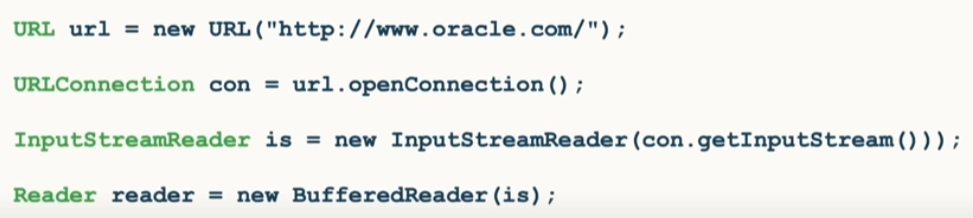 URL url = new URL("http://www.oracle.com/");
URLConnection con = url.openConnection();
InputStreamReader is = new InputStreamReader(con.getInputStream()));
Reader reader = new BufferedReader(is);